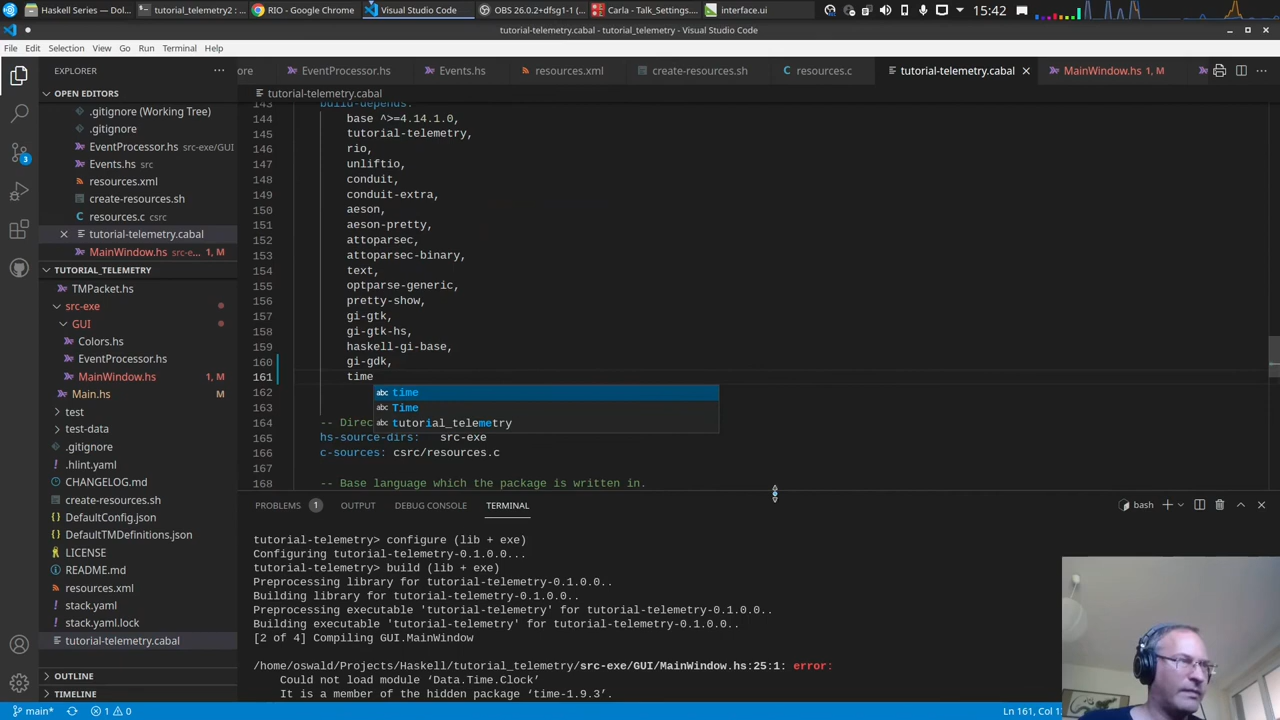 Haskell Series — Dol...
tutorial_telemetry2 : ...
RIO - Google Chrome
Visual Studio Code
OBS 26.0.2+dfsg1-1 (...
Carla - Talk_Settings....
interface.ui
15:42
tutorial-telemetry.cabal - tutorial_telemetry - Visual Studio Code
File Edit Selection View Go Run Terminal Help
EXPLORER
ore
EventProcessor.hs
Events.hs
resources.xml
create-resources.sh
resources.c
tutorial-telemetry.cabal
MainWindow.hs 1, M
OPEN EDITORS
.gitignore (Working Tree)
.gitignore
EventProcessor.hs src-exe/GUI
Events.hs src
resources.xml
create-resources.sh
resources.c csrc
tutorial-telemetry.cabal
MainWindow.hs src-e... 1, M
TUTORIAL_TELEMETRY
TMPacket.hs
src-exe
GUI
Colors.hs
EventProcessor.hs
MainWindow.hs 1, M
Main.hs M
test
test-data
.gitignore
.hlint.yaml
CHANGELOG.md
create-resources.sh
DefaultConfig.json
DefaultTMDefinitions.json
LICENSE
README.md
resources.xml
stack.yaml
stack.yaml.lock
tutorial-telemetry.cabal
OUTLINE
TIMELINE
3
tutorial-telemetry.cabal
143 build-depends:
144 base ^>=4.14.1.0,
145 tutorial-telemetry,
146 rio,
147 unliftio,
148 conduit,
149 conduit-extra,
150 aeson,
151 aeson-pretty,
152 attoparsec,
153 attoparsec-binary,
154 text,
155 optparse-generic,
156 pretty-show,
157 gi-gtk,
158 gi-gtk-hs,
159 haskell-gi-base,
160 gi-gdk,
161 time
162 abc time
163 abc Time
abc tutorial_telemetry
164 -- Direc
165 hs-source-dirs: src-exe
166 c-sources: csrc/resources.c
167
168 -- Base language which the package is written in.
PROBLEMS 1 OUTPUT DEBUG CONSOLE TERMINAL
bash
tutorial-telemetry> configure (lib + exe)
Configuring tutorial-telemetry-0.1.0.0...
tutorial-telemetry> build (lib + exe)
Preprocessing library for tutorial-telemetry-0.1.0.0..
Building library for tutorial-telemetry-0.1.0.0..
Preprocessing executable 'tutorial-telemetry' for tutorial-telemetry-0.1.0.0..
Building executable 'tutorial-telemetry' for tutorial-telemetry-0.1.0.0..
[2 of 4] Compiling GUI.MainWindow
/home/oswald/Projects/Haskell/tutorial_telemetry/src-exe/GUI/MainWindow.hs:25:1: error:
Could not load module ‘Data.Time.Clock’
It is a member of the hidden package ‘time-1.9.3’.
main* 1 0
Ln 161, Col 1